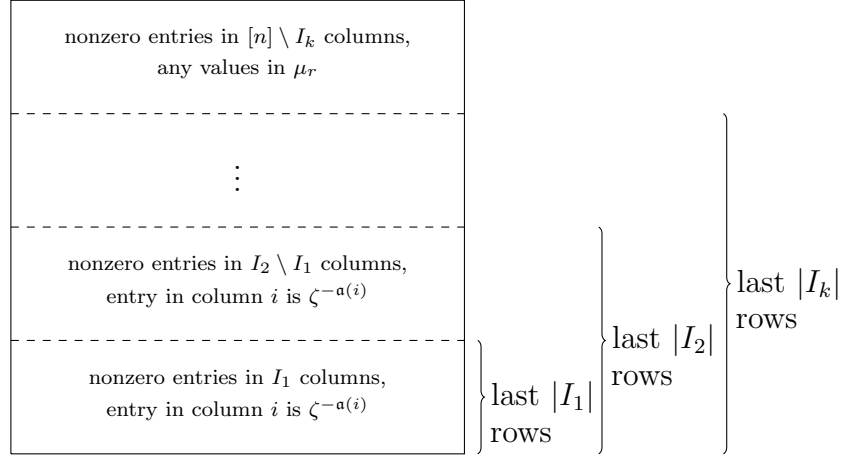 nonzero entries in [n] \ I_k columns,
any values in μ_r
⋮
nonzero entries in I_2 \ I_1 columns,
entry in column i is ζ^{-𝔞(i)}
nonzero entries in I_1 columns,
entry in column i is ζ^{-𝔞(i)}
last |I_1|
rows
last |I_2|
rows
last |I_k|
rows